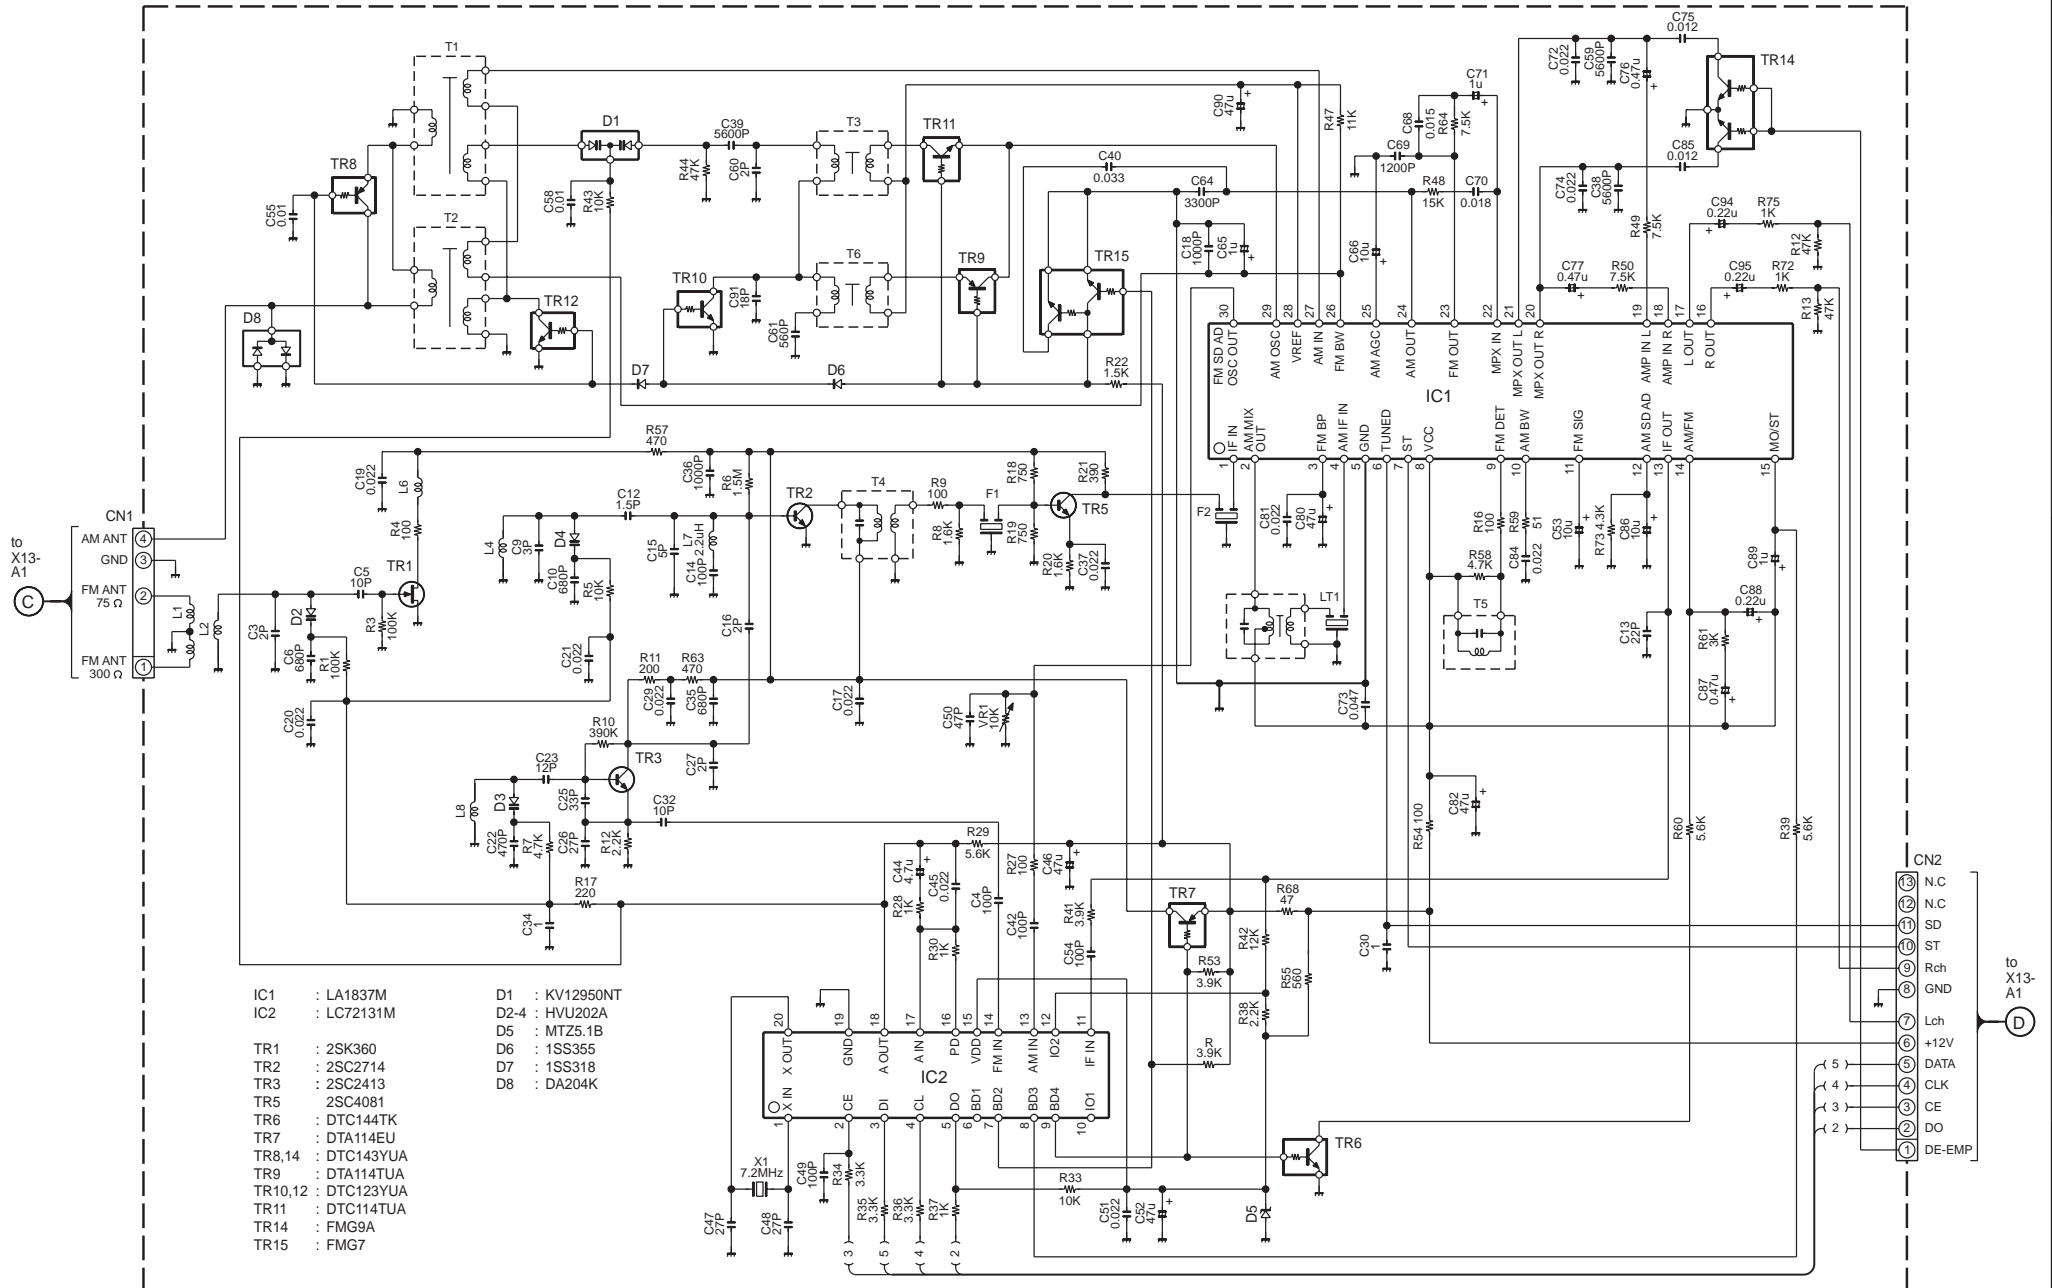 C75
0.012
C72
0.022
C59
5600P
C76
0.47u
TR14
T1
C71
1u
C90
47u
R47
11K
C68
0.015
R64
7.5K
D1
C39
5600P
T3
TR11
C69
1200P
C85
0.012
TR8
R44
47K
C60
2P
C40
0.033
C64
3300P
R48
15K
C70
0.018
C74
0.022
C38
5600P
C55
0.01
C58
0.01
R43
10K
T2
C94
0.22u
R75
1K
R49
7.5K
R12
47K
C18
1000P
C65
1u
C66
10u
T6
TR9
TR15
TR10
C91
18P
C77
0.47u
R50
7.5K
C95
0.22u
R72
1K
R13
47K
D8
TR12
C61
560P
30 29 28 27 26 25 24 23 22 21 20 19 18 17 16
FM SD AD
OSC OUT
AM OSC
VREF
AM IN
FM BW
AM AGC
AM OUT
FM OUT
MPX IN
MPX OUT L
MPX OUT R
AMP IN L
AMP IN R
L OUT
R OUT
D7
D6
R22
1.5K
IC1
IF IN
AM MIX
OUT
FM BP
AM IF IN
GND
TUNED
ST
VCC
FM DET
AM BW
FM SIG
AM SD AD
IF OUT
AM/FM
MO/ST
1 2 3 4 5 6 7 8 9 10 11 12 13 14 15
R57
470
C19
0.022
L6
C36
1000P
R6
1.5M
R18
750
R21
390
C12
1.5P
TR2
T4
R9
100
F1
TR5
F2
C81
0.022
C80
47u
R16
100
R59
51
C53
10u
R73 4.3K
C86
10u
CN1
to
X13-
A1
C
AM ANT 4
GND 3
FM ANT
75 Ω
2
FM ANT
300 Ω
1
R4
100
L4
C9
3P
D4
C15
5P
L7
2.2uH
C14
100P
R8
1.6K
R19
750
R20
1.6K
C37
0.022
TR1
C10
680P
R5
10K
C5
10P
L1
L2
C3
2P
D2
R3
100K
C6
680P
R1
100K
C16
2P
C21
0.022
LT1
R58
4.7K
C84
0.022
T5
C89
1u
C88
0.22u
C13
22P
R61
3K
C87
0.47u
R11
200
R63
470
C29
0.022
C35
680P
C17
0.022
C50
47P
VR1
10K
C73
0.047
C20
0.022
R10
390K
C23
12P
TR3
C27
2P
L8
D3
C25
33P
C32
10P
C22
470P
R7
4.7K
C26
27P
R12
2.2K
C82
47u
R54 100
R60
5.6K
R39
5.6K
R29
5.6K
C44
4.7u
C45
0.022
R27
100
C46
47u
R17
220
C34
1
R28
1K
C4
100P
R30
1K
C42
100P
R41
3.9K
C54
100P
TR7
R68
47
R42
12K
R53
3.9K
R55
560
R38
2.2K
C30
1
R
3.9K
CN2
13 N.C
12 N.C
11 SD
10 ST
9 Rch
8 GND
7 Lch
6 +12V
5 DATA
4 CLK
3 CE
2 DO
1 DE-EMP
to
X13-
A1
D
5
4
3
2
20 19 18 17 16 15 14 13 12 11
X OUT
GND
A OUT
A IN
PD
VDD
FM IN
AM IN
IO2
IF IN
IC2
X IN
CE
DI
CL
DO
BD1
BD2
BD3
BD4
IO1
1 2 3 4 5 6 7 8 9 10
TR6
X1
7.2MHz
C49
100P
R34
3.3K
R35
3.3K
R36
3.3K
R37
1K
R33
10K
C51
0.022
C52
47u
D5
C47
27P
C48
27P
3 5 4 2
IC1 : LA1837M
IC2 : LC72131M
TR1 : 2SK360
TR2 : 2SC2714
TR3 : 2SC2413
TR5 2SC4081
TR6 : DTC144TK
TR7 : DTA114EU
TR8,14 : DTC143YUA
TR9 : DTA114TUA
TR10,12 : DTC123YUA
TR11 : DTC114TUA
TR14 : FMG9A
TR15 : FMG7
D1 : KV12950NT
D2-4 : HVU202A
D5 : MTZ5.1B
D6 : 1SS355
D7 : 1SS318
D8 : DA204K